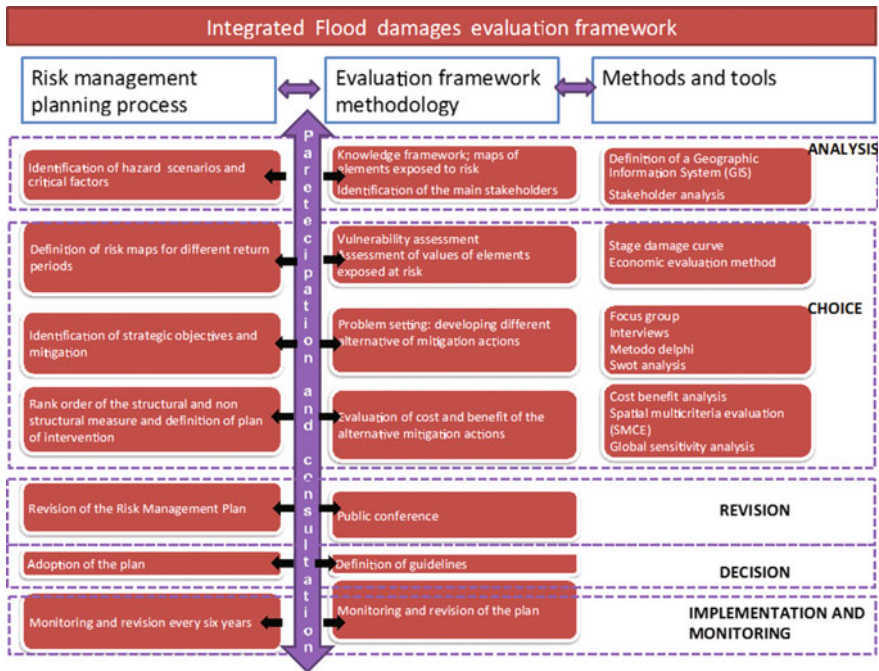 Integrated Flood damages evaluation framework
Risk management
planning process
Evaluation framework
methodology
Methods and tools
Paretecipation and consultation
ANALYSIS
Identification of hazard scenarios and
critical factors
Knowledge framework; maps of
elements exposed to risk
Identification of the main stakeholders
Definition of a Geographic
Information System (GIS)
Stakeholder analysis
Definition of risk maps for different return
periods
Vulnerability assessment
Assessment of values of elements
exposed at risk
Stage damage curve
Economic evaluation method
CHOICE
Identification of strategic objectives and
mitigation
Problem setting: developing different
alternative of mitigation actions
Focus group
Interviews
Metodo delphi
Swot analysis
Rank order of the structural and non
structural measure and definition of plan
of intervention
Evaluation of cost and benefit of the
alternative mitigation actions
Cost benefit analysis
Spatial multicriteria evaluation
(SMCE)
Global sensitivity analysis
Revision of the Risk Management Plan
Public conference
REVISION
Adoption of the plan
Definition of guidelines
DECISION
Monitoring and revision every six years
Monitoring and revision of the plan
IMPLEMENTATION AND
MONITORING